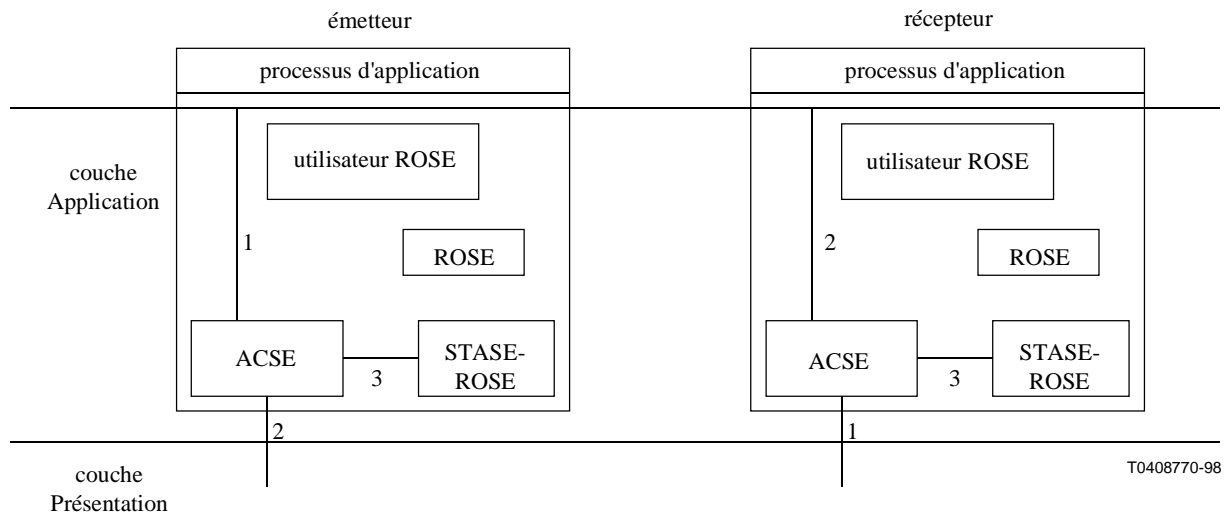 émetteur
récepteur
processus d'application
processus d'application
couche
Application
utilisateur ROSE
utilisateur ROSE
1
2
ROSE
ROSE
ACSE
3
STASE-
ROSE
ACSE
3
STASE-
ROSE
2
1
couche
Présentation
T0408770-98